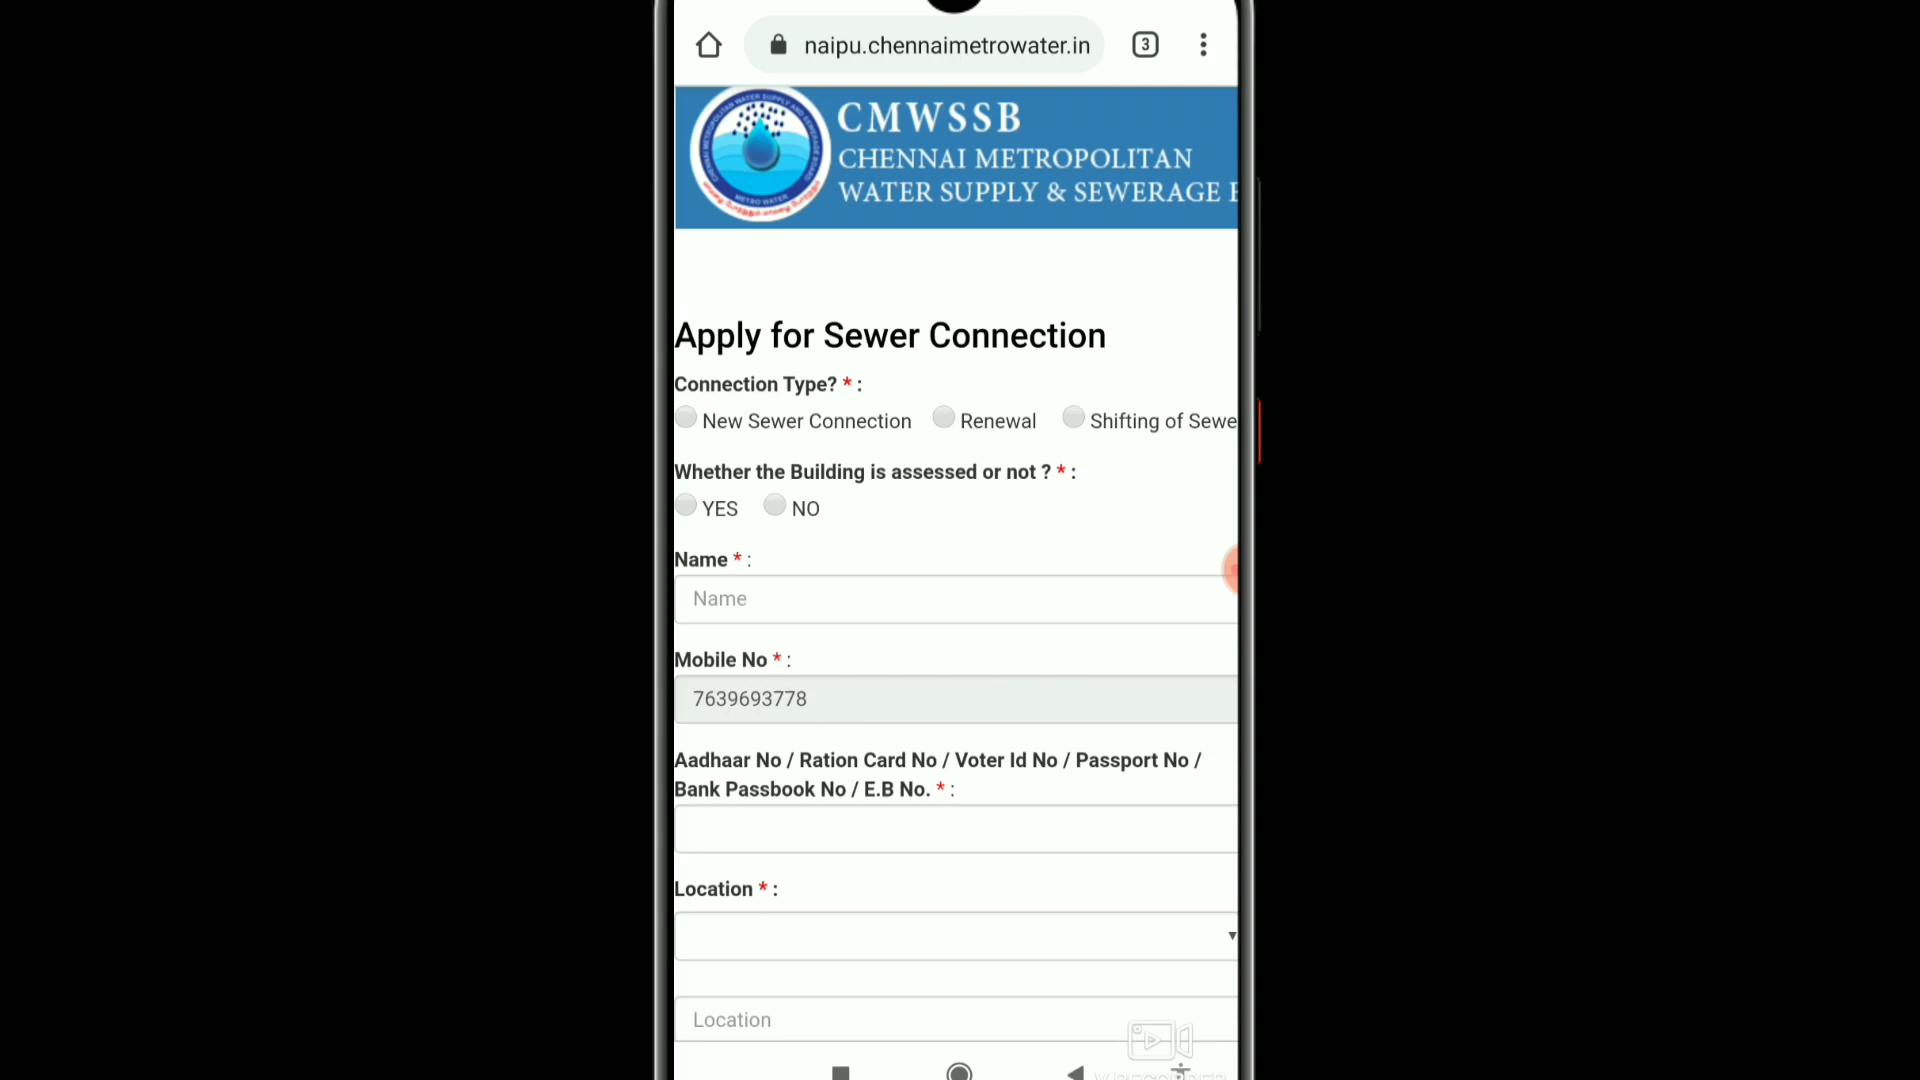 naipu.chennaimetrowater.in
3
CMWSSB
CHENNAI METROPOLITAN
WATER SUPPLY & SEWERAGE
METRO WATER
Apply for Sewer Connection
Connection Type? * :
New Sewer Connection Renewal Shifting of Sewe
Whether the Building is assessed or not ? * :
YES NO
Name * :
Name
Mobile No * :
7639693778
Aadhaar No / Ration Card No / Voter Id No / Passport No /
Bank Passbook No / E.B No. * :
Location * :
Location